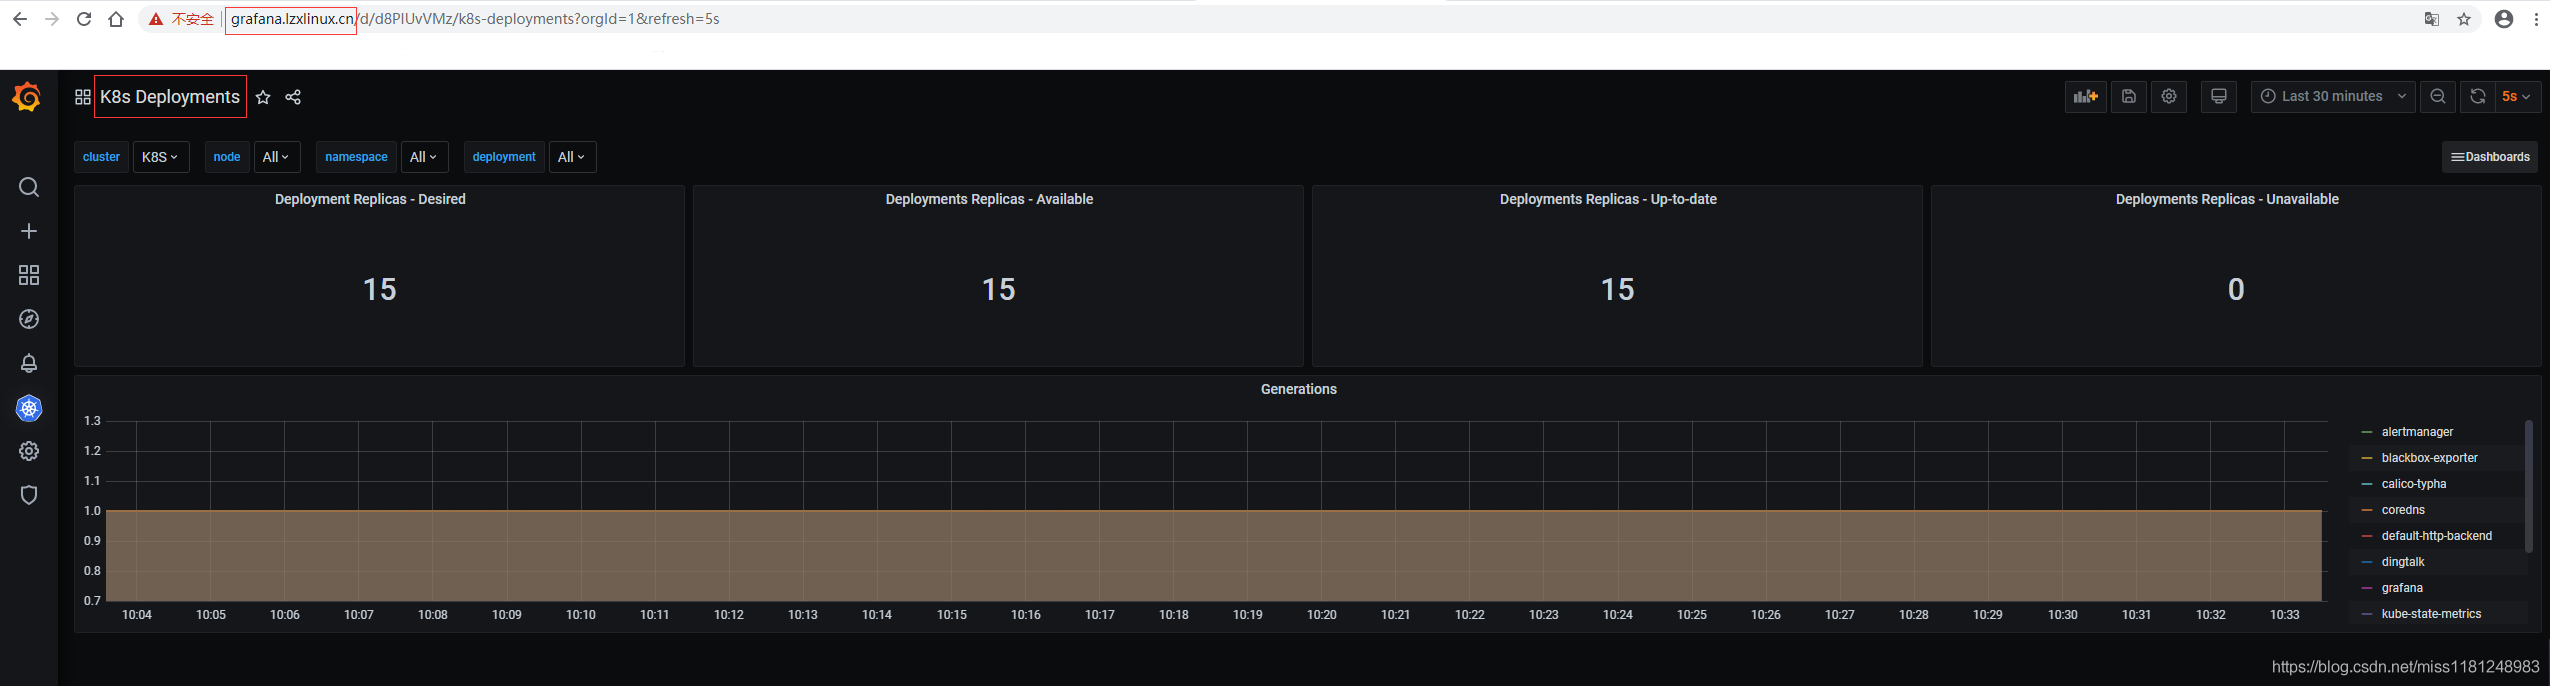 不安全 grafana.lzxlinux.cn/d/d8PIUvVMz/k8s-deployments?orgId=1&refresh=5s
K8s Deployments Last 30 minutes 5s
cluster K8S node All namespace All deployment All Dashboards
Deployment Replicas - Desired
15
Deployments Replicas - Available
15
Deployments Replicas - Up-to-date
15
Deployments Replicas - Unavailable
0
Generations
1.3
1.2
1.1
1.0
0.9
0.8
0.7
10:04 10:05 10:06 10:07 10:08 10:09 10:10 10:11 10:12 10:13 10:14 10:15 10:16 10:17 10:18 10:19 10:20 10:21 10:22 10:23 10:24 10:25 10:26 10:27 10:28 10:29 10:30 10:31 10:32 10:33
alertmanager
blackbox-exporter
calico-typha
coredns
default-http-backend
dingtalk
grafana
kube-state-metrics
https://blog.csdn.net/miss1181248983